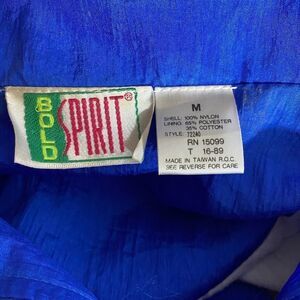 BOLD
SPIRIT®
M
SHELL: 100% NYLON
LINING: 65% POLYESTER
35% COTTON
STYLE: 72240
RN 15099
T 16-89
MADE IN TAIWAN R.O.C.
SEE REVERSE FOR CARE